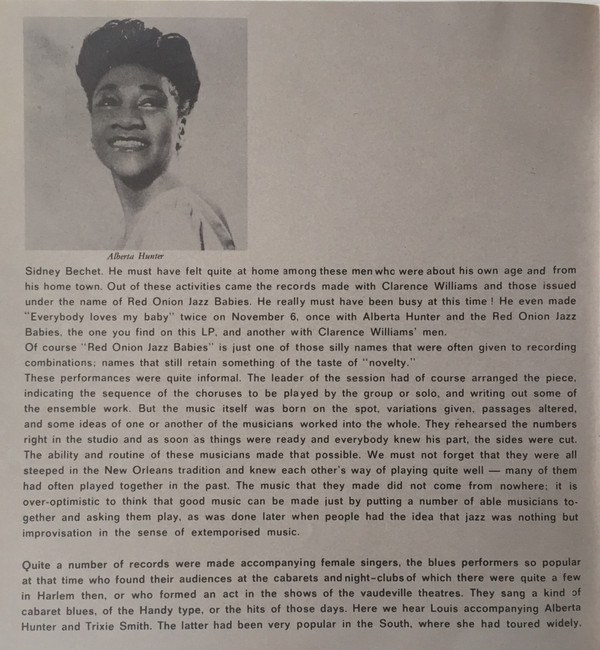 Alberta Hunter
Sidney Bechet. He must have felt quite at home among these men who were about his own age and from
his home town. Out of these activities came the records made with Clarence Williams and those issued
under the name of Red Onion Jazz Babies. He really must have been busy at this time! He even made
"Everybody loves my baby" twice on November 6, once with Alberta Hunter and the Red Onion Jazz
Babies, the one you find on this LP, and another with Clarence Williams' men.
Of course "Red Onion Jazz Babies" is just one of those silly names that were often given to recording
combinations; names that still retain something of the taste of "novelty."
These performances were quite informal. The leader of the session had of course arranged the piece,
indicating the sequence of the choruses to be played by the group or solo, and writing out some of
the ensemble work. But the music itself was born on the spot, variations given, passages altered,
and some ideas of one or another of the musicians worked into the whole. They rehearsed the numbers
right in the studio and as soon as things were ready and everybody knew his part, the sides were cut.
The ability and routine of these musicians made that possible. We must not forget that they were all
steeped in the New Orleans tradition and knew each other's way of playing quite well — many of them
had often played together in the past. The music that they made did not come from nowhere; it is
over-optimistic to think that good music can be made just by putting a number of able musicians to-
gether and asking them play, as was done later when people had the idea that jazz was nothing but
improvisation in the sense of extemporised music.
Quite a number of records were made accompanying female singers, the blues performers so popular
at that time who found their audiences at the cabarets and night-clubs of which there were quite a few
in Harlem then, or who formed an act in the shows of the vaudeville theatres. They sang a kind of
cabaret blues, of the Handy type, or the hits of those days. Here we hear Louis accompanying Alberta
Hunter and Trixie Smith. The latter had been very popular in the South, where she had toured widely.